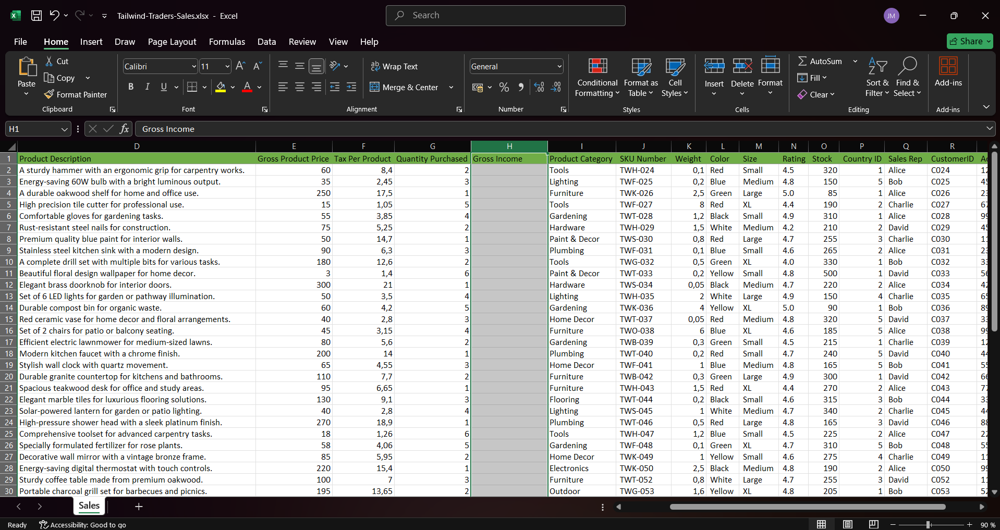 Tailwind-Traders-Sales.xlsx - Excel
Search
JM
File Home Insert Draw Page Layout Formulas Data Review View Help
Share
Paste
Cut
Copy
Format Painter
Clipboard
Calibri 11
B I U
Font
Wrap Text
Merge & Center
Alignment
General
Number
Conditional Formatting
Format as Table
Cell Styles
Styles
Insert Delete Format
Cells
AutoSum
Fill
Clear
Sort & Filter
Find & Select
Editing
Add-ins
Add-ins
H1 fx Gross Income
D E F G H I J K L M N O P Q R
1 Product Description Gross Product Price Tax Per Product Quantity Purchased Gross Income Product Category SKU Number Weight Color Size Rating Stock Country ID Sales Rep CustomerID
2 A sturdy hammer with an ergonomic grip for carpentry works. 60 8,4 2 Tools TWH-024 0,1 Red Small 4.5 320 1 Alice C024
3 Energy-saving 60W bulb with a bright luminous output. 35 2,45 3 Lighting TWF-025 0,2 Blue Medium 4.8 150 5 Bob C025
4 A durable oakwood shelf for home and office use. 250 17,5 1 Furniture TWK-026 2,5 Green Large 5.0 85 1 Alice C026
5 High precision tile cutter for professional use. 15 1,05 5 Tools TWF-027 8 Red XL 4.4 190 2 Charlie C027
6 Comfortable gloves for gardening tasks. 55 3,85 4 Gardening TWT-028 1,2 Black Small 4.9 310 1 Alice C028
7 Rust-resistant steel nails for construction. 75 5,25 2 Hardware TWH-029 1,5 White Medium 4.2 210 2 David C029
8 Premium quality blue paint for interior walls. 50 14,7 1 Paint & Decor TWS-030 0,8 Red Large 4.7 255 3 Charlie C030
9 Stainless steel kitchen sink with a modern design. 90 6,3 3 Plumbing TWF-031 0,1 Blue Small 4.6 265 2 Alice C031
10 A complete drill set with multiple bits for various tasks. 180 12,6 2 Tools TWG-032 0,5 Green XL 4.0 330 1 Bob C032
11 Beautiful floral design wallpaper for home decor. 3 1,4 6 Paint & Decor TWT-033 0,2 Yellow Small 4.8 500 1 David C033
12 Elegant brass doorknob for interior doors. 300 21 1 Hardware TWS-034 0,05 Black Medium 4.7 220 2 Alice C034
13 Set of 6 LED lights for garden or pathway illumination. 50 3,5 4 Lighting TWH-035 2 White Large 4.9 150 4 Charlie C035
14 Durable compost bin for organic waste. 60 4,2 5 Gardening TWK-036 4 Yellow XL 5.0 90 1 Bob C036
15 Red ceramic vase for home decor and floral arrangements. 40 2,8 3 Home Decor TWT-037 0,05 Red Medium 4.8 320 5 David C037
16 Set of 2 chairs for patio or balcony seating. 45 3,15 4 Furniture TWO-038 6 Blue XL 4.6 185 5 Alice C038
17 Efficient electric lawnmower for medium-sized lawns. 80 5,6 2 Gardening TWB-039 0,3 Green Small 4.5 215 1 Charlie C039
18 Modern kitchen faucet with a chrome finish. 200 14 1 Plumbing TWT-040 0,2 Red Small 4.7 240 5 David C040
19 Stylish wall clock with quartz movement. 65 4,55 3 Home Decor TWF-041 1 Blue Medium 4.8 165 5 Bob C041
20 Durable granite countertop for kitchens and bathrooms. 110 7,7 2 Furniture TWB-042 0,3 Green Large 4.9 300 1 David C042
21 Spacious teakwood desk for office and study areas. 95 6,65 1 Furniture TWH-043 1,5 Red XL 4.4 270 2 Alice C043
22 Elegant marble tiles for luxurious flooring solutions. 130 9,1 3 Flooring TWT-044 0,2 Black Small 4.6 315 3 Bob C044
23 Solar-powered lantern for garden or patio lighting. 40 2,8 4 Lighting TWS-045 1 White Medium 4.7 340 2 Charlie C045
24 High-pressure shower head with a sleek platinum finish. 270 18,9 1 Plumbing TWT-046 0,5 Red Large 4.8 165 3 David C046
25 Comprehensive toolset for advanced carpentry tasks. 18 1,26 6 Tools TWH-047 1,2 Blue Small 4.5 225 2 Alice C047
26 Specially formulated fertilizer for rose plants. 58 4,06 5 Gardening TWF-048 0,1 Green XL 4.7 310 5 Bob C048
27 Decorative wall mirror with a vintage bronze frame. 85 5,95 2 Home Decor TWK-049 1 Yellow Small 4.6 275 4 Charlie C049
28 Energy-saving digital thermostat with touch controls. 220 15,4 1 Electronics TWK-050 2,5 Black Medium 4.8 190 2 Alice C050
29 Sturdy coffee table made from premium oakwood. 100 7 3 Furniture TWT-052 0,8 White Large 4.7 255 3 David C052
30 Portable charcoal grill set for barbecues and picnics. 195 13,65 2 Outdoor TWG-053 1,6 Yellow XL 4.8 205 1 Bob C053
Sales
Ready Accessibility: Good to go 90 %